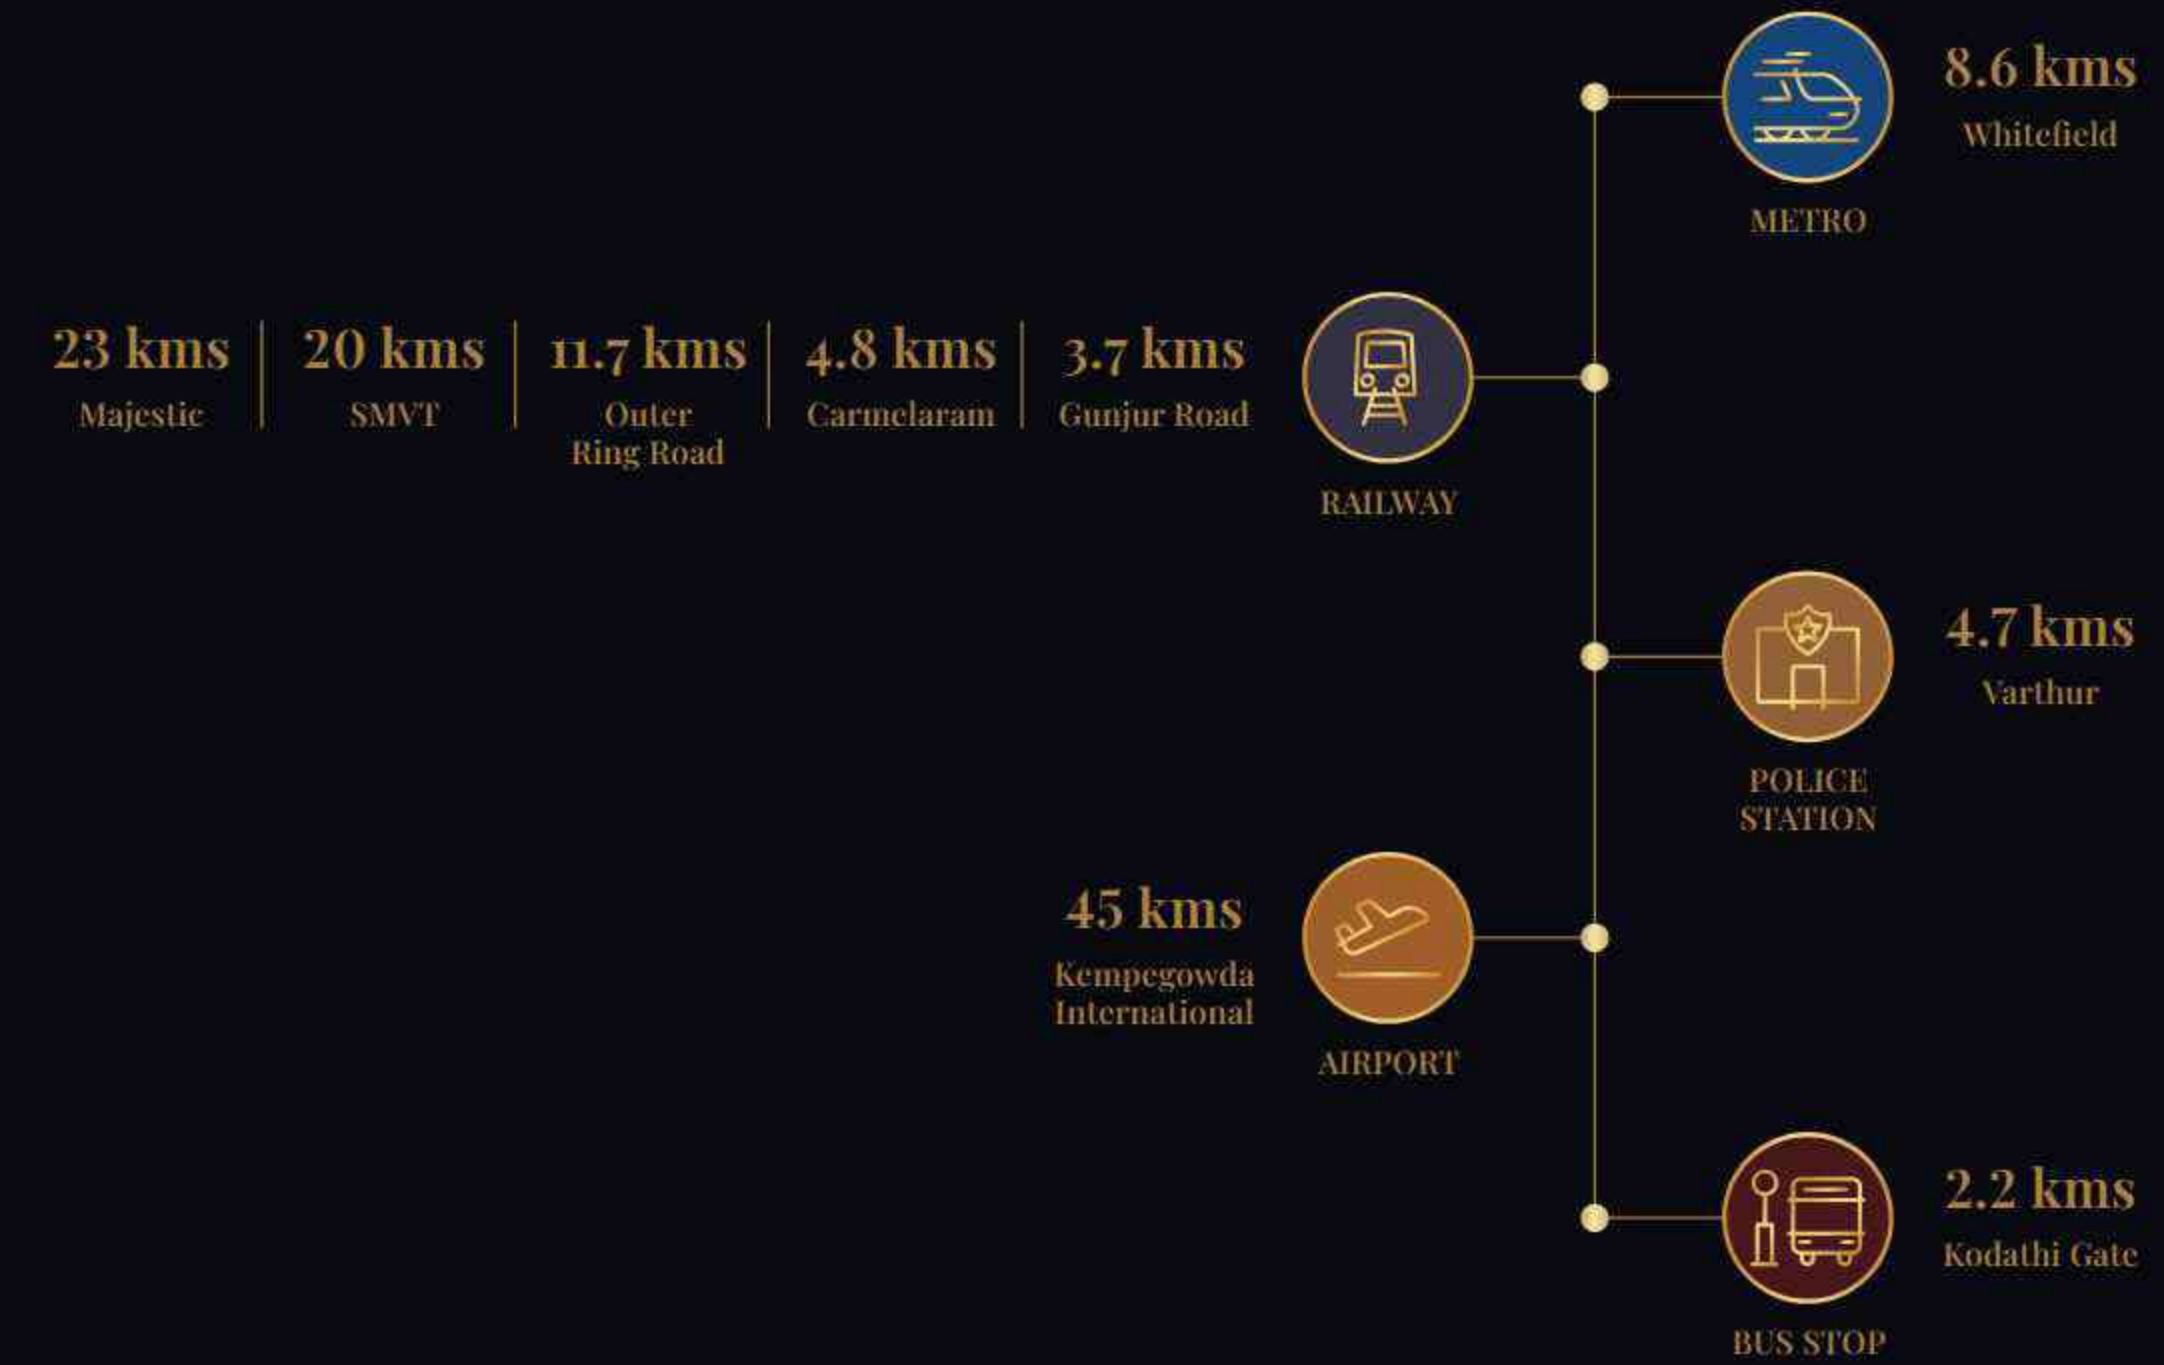 8.6 kms
Whitefield
METRO
23 kms
Majestic
20 kms
SMVT
11.7 kms
Outer
Ring Road
4.8 kms
Carmelaram
3.7 kms
Gunjur Road
RAILWAY
4.7 kms
Varthur
POLICE
STATION
45 kms
Kempegowda
International
AIRPORT
2.2 kms
Kodathi Gate
BUS STOP